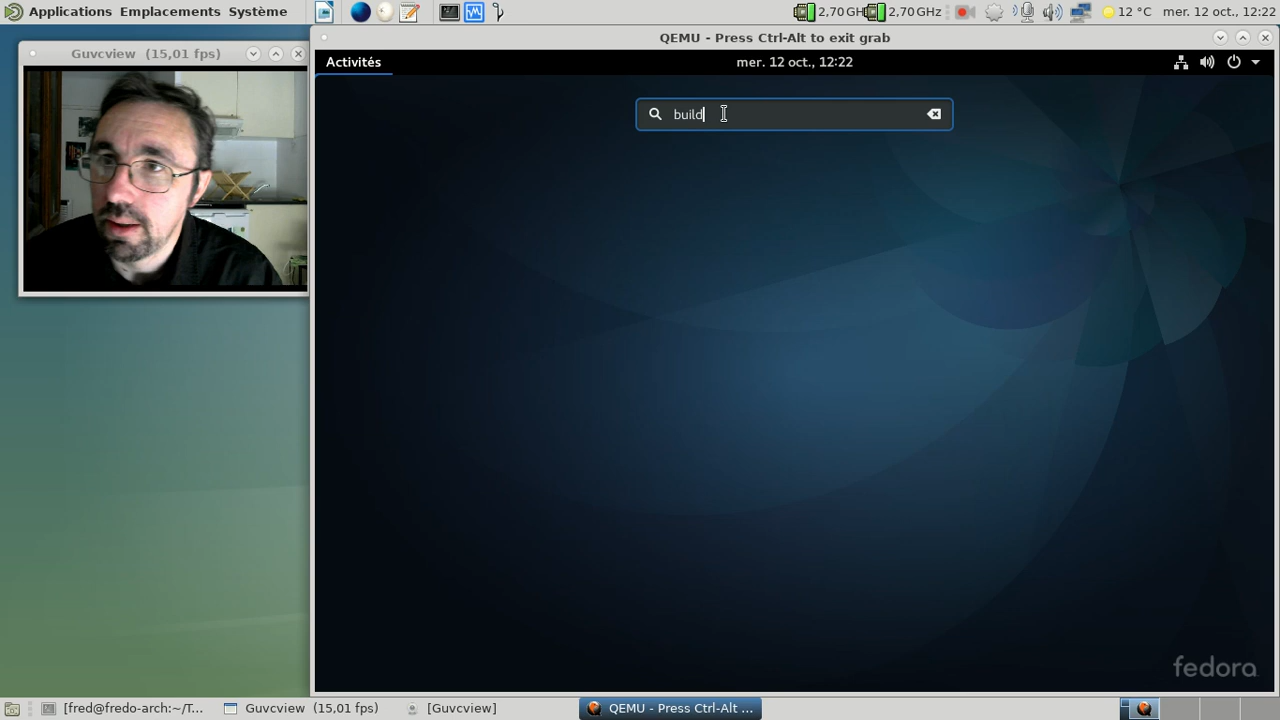 Applications Emplacements Système
2,70 GH 2,70 GHz 12 °C mer. 12 oct., 12:22
Guvcview (15,01 fps)
QEMU - Press Ctrl-Alt to exit grab
Activités
mer. 12 oct., 12:22
build
fedora
[fred@fredo-arch:~/T...
Guvcview (15,01 fps)
[Guvcview]
QEMU - Press Ctrl-Alt ...